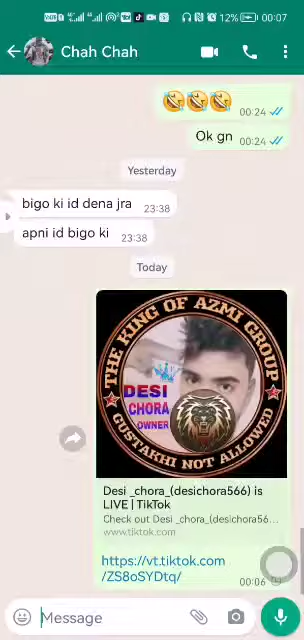 12% 00:07
Chah Chah
🤣🤣🤣
00:24
Ok gn 00:24
Yesterday
bigo ki id dena jra 23:38
apni id bigo ki 23:38
Today
THE KING OF AZMI GROUP
DESI
CHORA
OWNER
GUSTAKHI NOT ALLOWED
Desi _chora_(desichora566) is
LIVE | TikTok
Check out Desi _chora_(desichora56...
www.tiktok.com
https://vt.tiktok.com
/ZS8oSYDtq/
00:06
Message